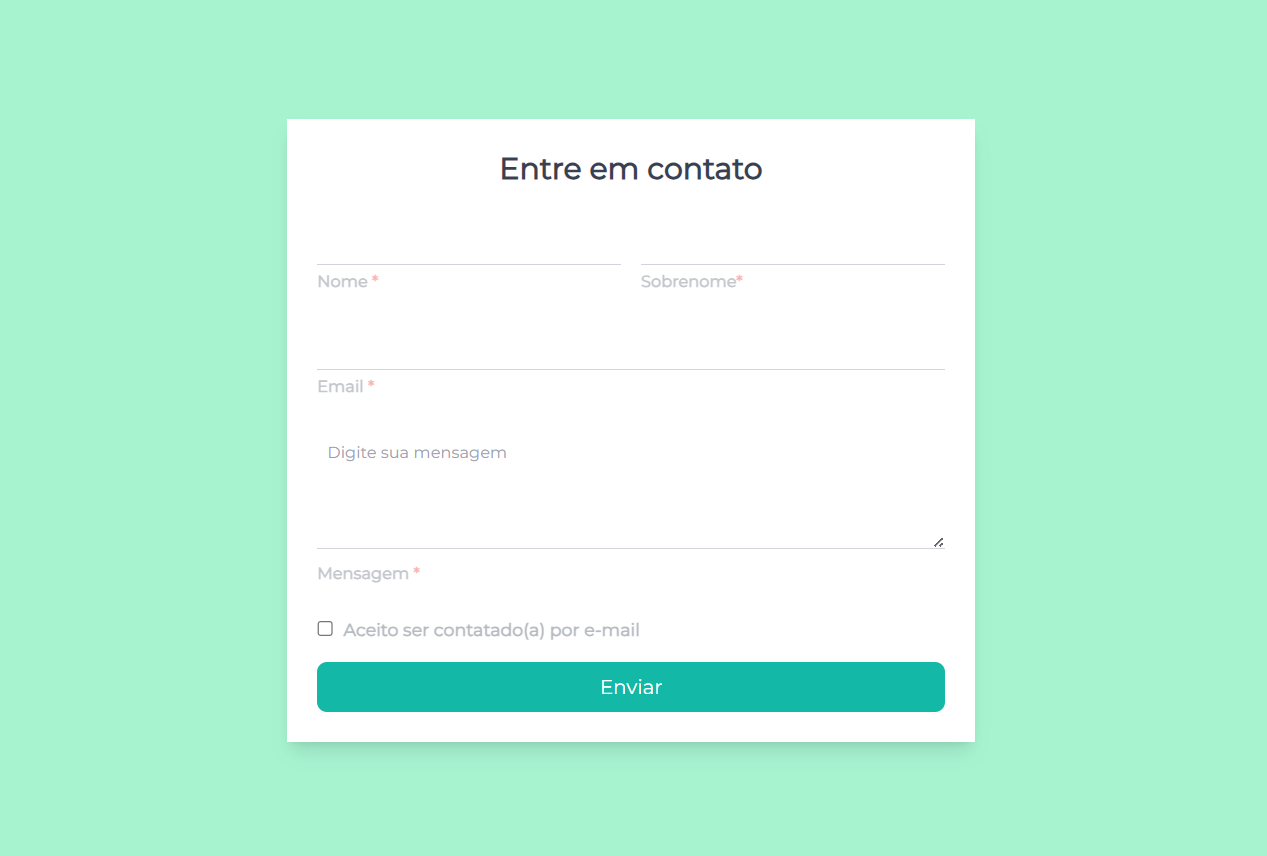 Entre em contato
Nome *
Sobrenome*
Email *
Digite sua mensagem
Mensagem *
Aceito ser contatado(a) por e-mail
Enviar